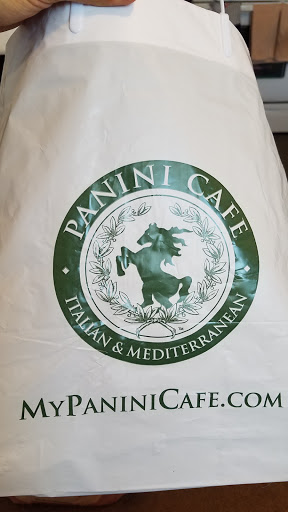 PANINI CAFE
ITALIAN & MEDITERRANEAN
MYPANINICAFE.COM